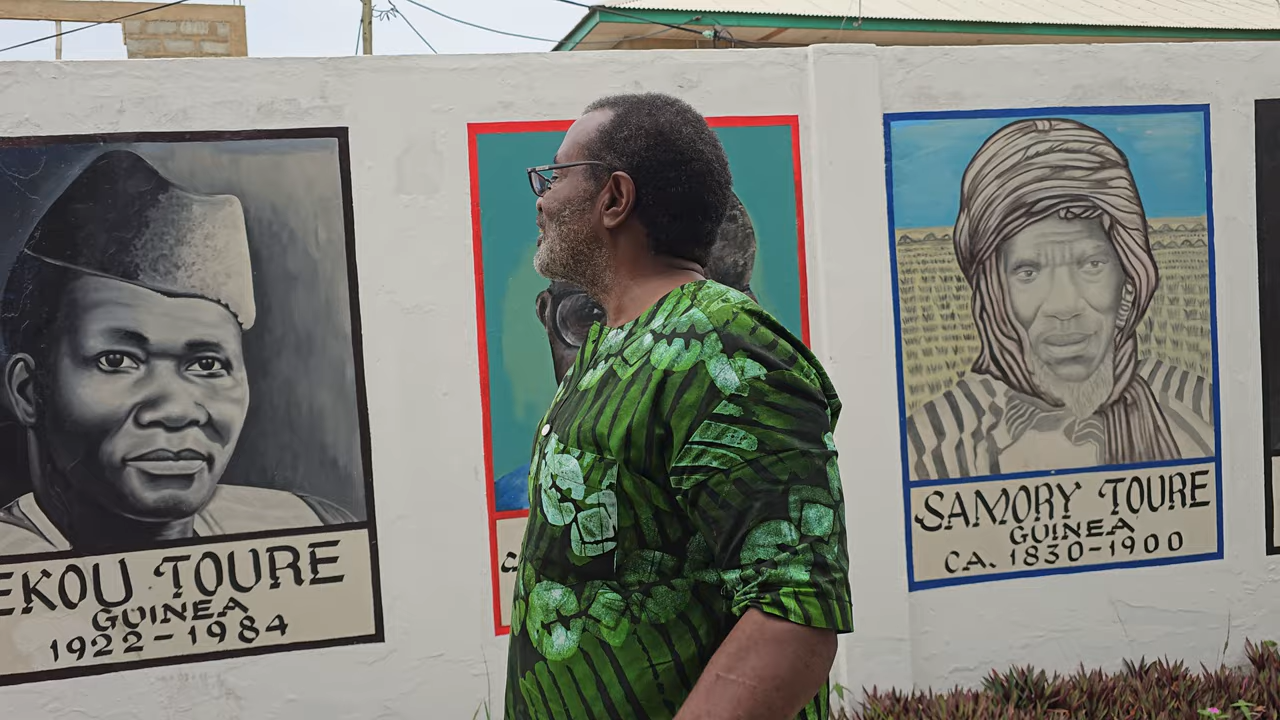 EKOU TOURE
GUINEA
1922-1984
SAMORY TOURE
GUINEA
CA. 1830-1900